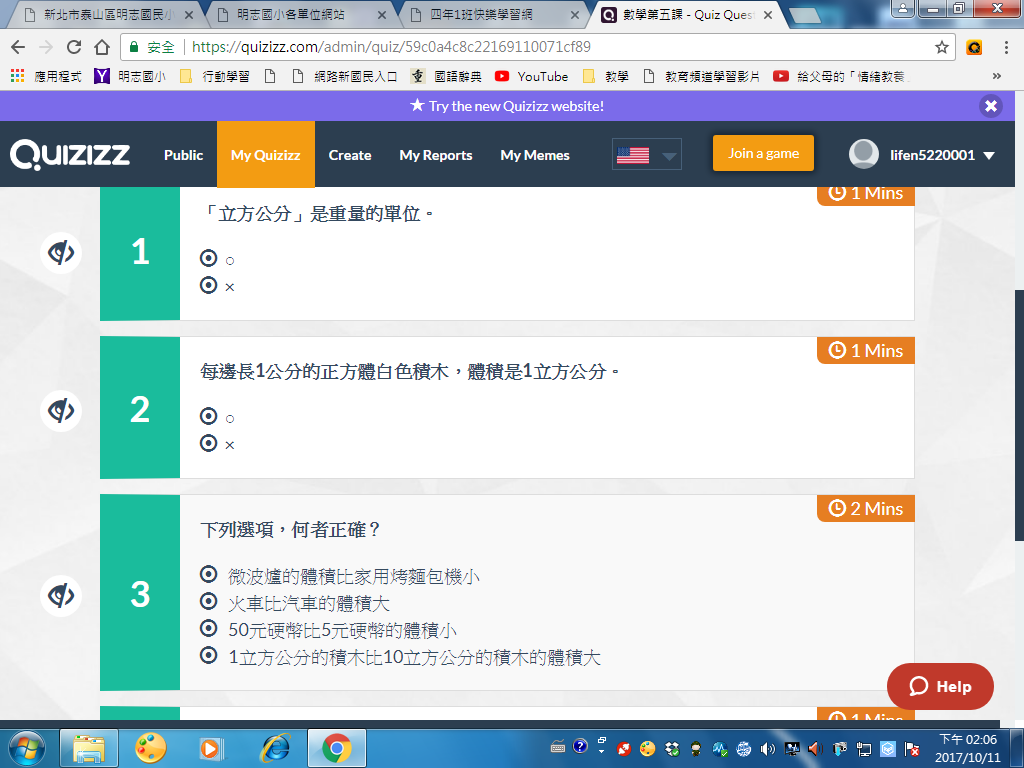 新北市泰山區明志國民小
明志國小各單位網站
四年1班快樂學習網
數學第五課 - Quiz Ques
安全 https://quizizz.com/admin/quiz/59c0a4c8c22169110071cf89
應用程式 明志國小 行動學習 網路新國民入口 國語辭典 YouTube 教學 教育頻道學習影片 給父母的「情緒教養
★ Try the new Quizizz website!
Quizizz Public My Quizizz Create My Reports My Memes Join a game lifen5220001
1 Mins
1
「立方公分」是重量的單位。
○
×
1 Mins
2
每邊長1公分的正方體白色積木，體積是1立方公分。
○
×
2 Mins
3
下列選項，何者正確？
微波爐的體積比家用烤麵包機小
火車比汽車的體積大
50元硬幣比5元硬幣的體積小
1立方公分的積木比10立方公分的積木的體積大
Help
1 Mins
下午 02:06
2017/10/11